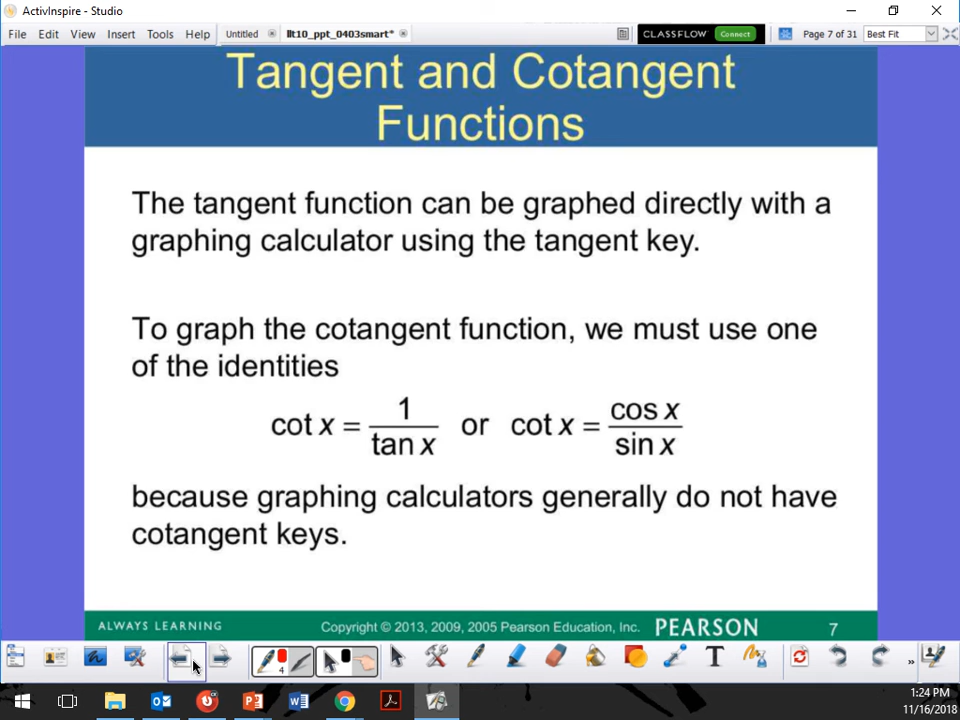 ActivInspire - Studio
File Edit View Insert Tools Help Untitled llt10_ppt_0403smart* CLASSFLOW Connect Page 7 of 31 Best Fit
Tangent and Cotangent
Functions
The tangent function can be graphed directly with a
graphing calculator using the tangent key.
To graph the cotangent function, we must use one
of the identities
cot x = 1/tan x or cot x = cos x/sin x
because graphing calculators generally do not have
cotangent keys.
ALWAYS LEARNING Copyright © 2013, 2009, 2005 Pearson Education, Inc. PEARSON 7
4 T »
1:24 PM
11/16/2018